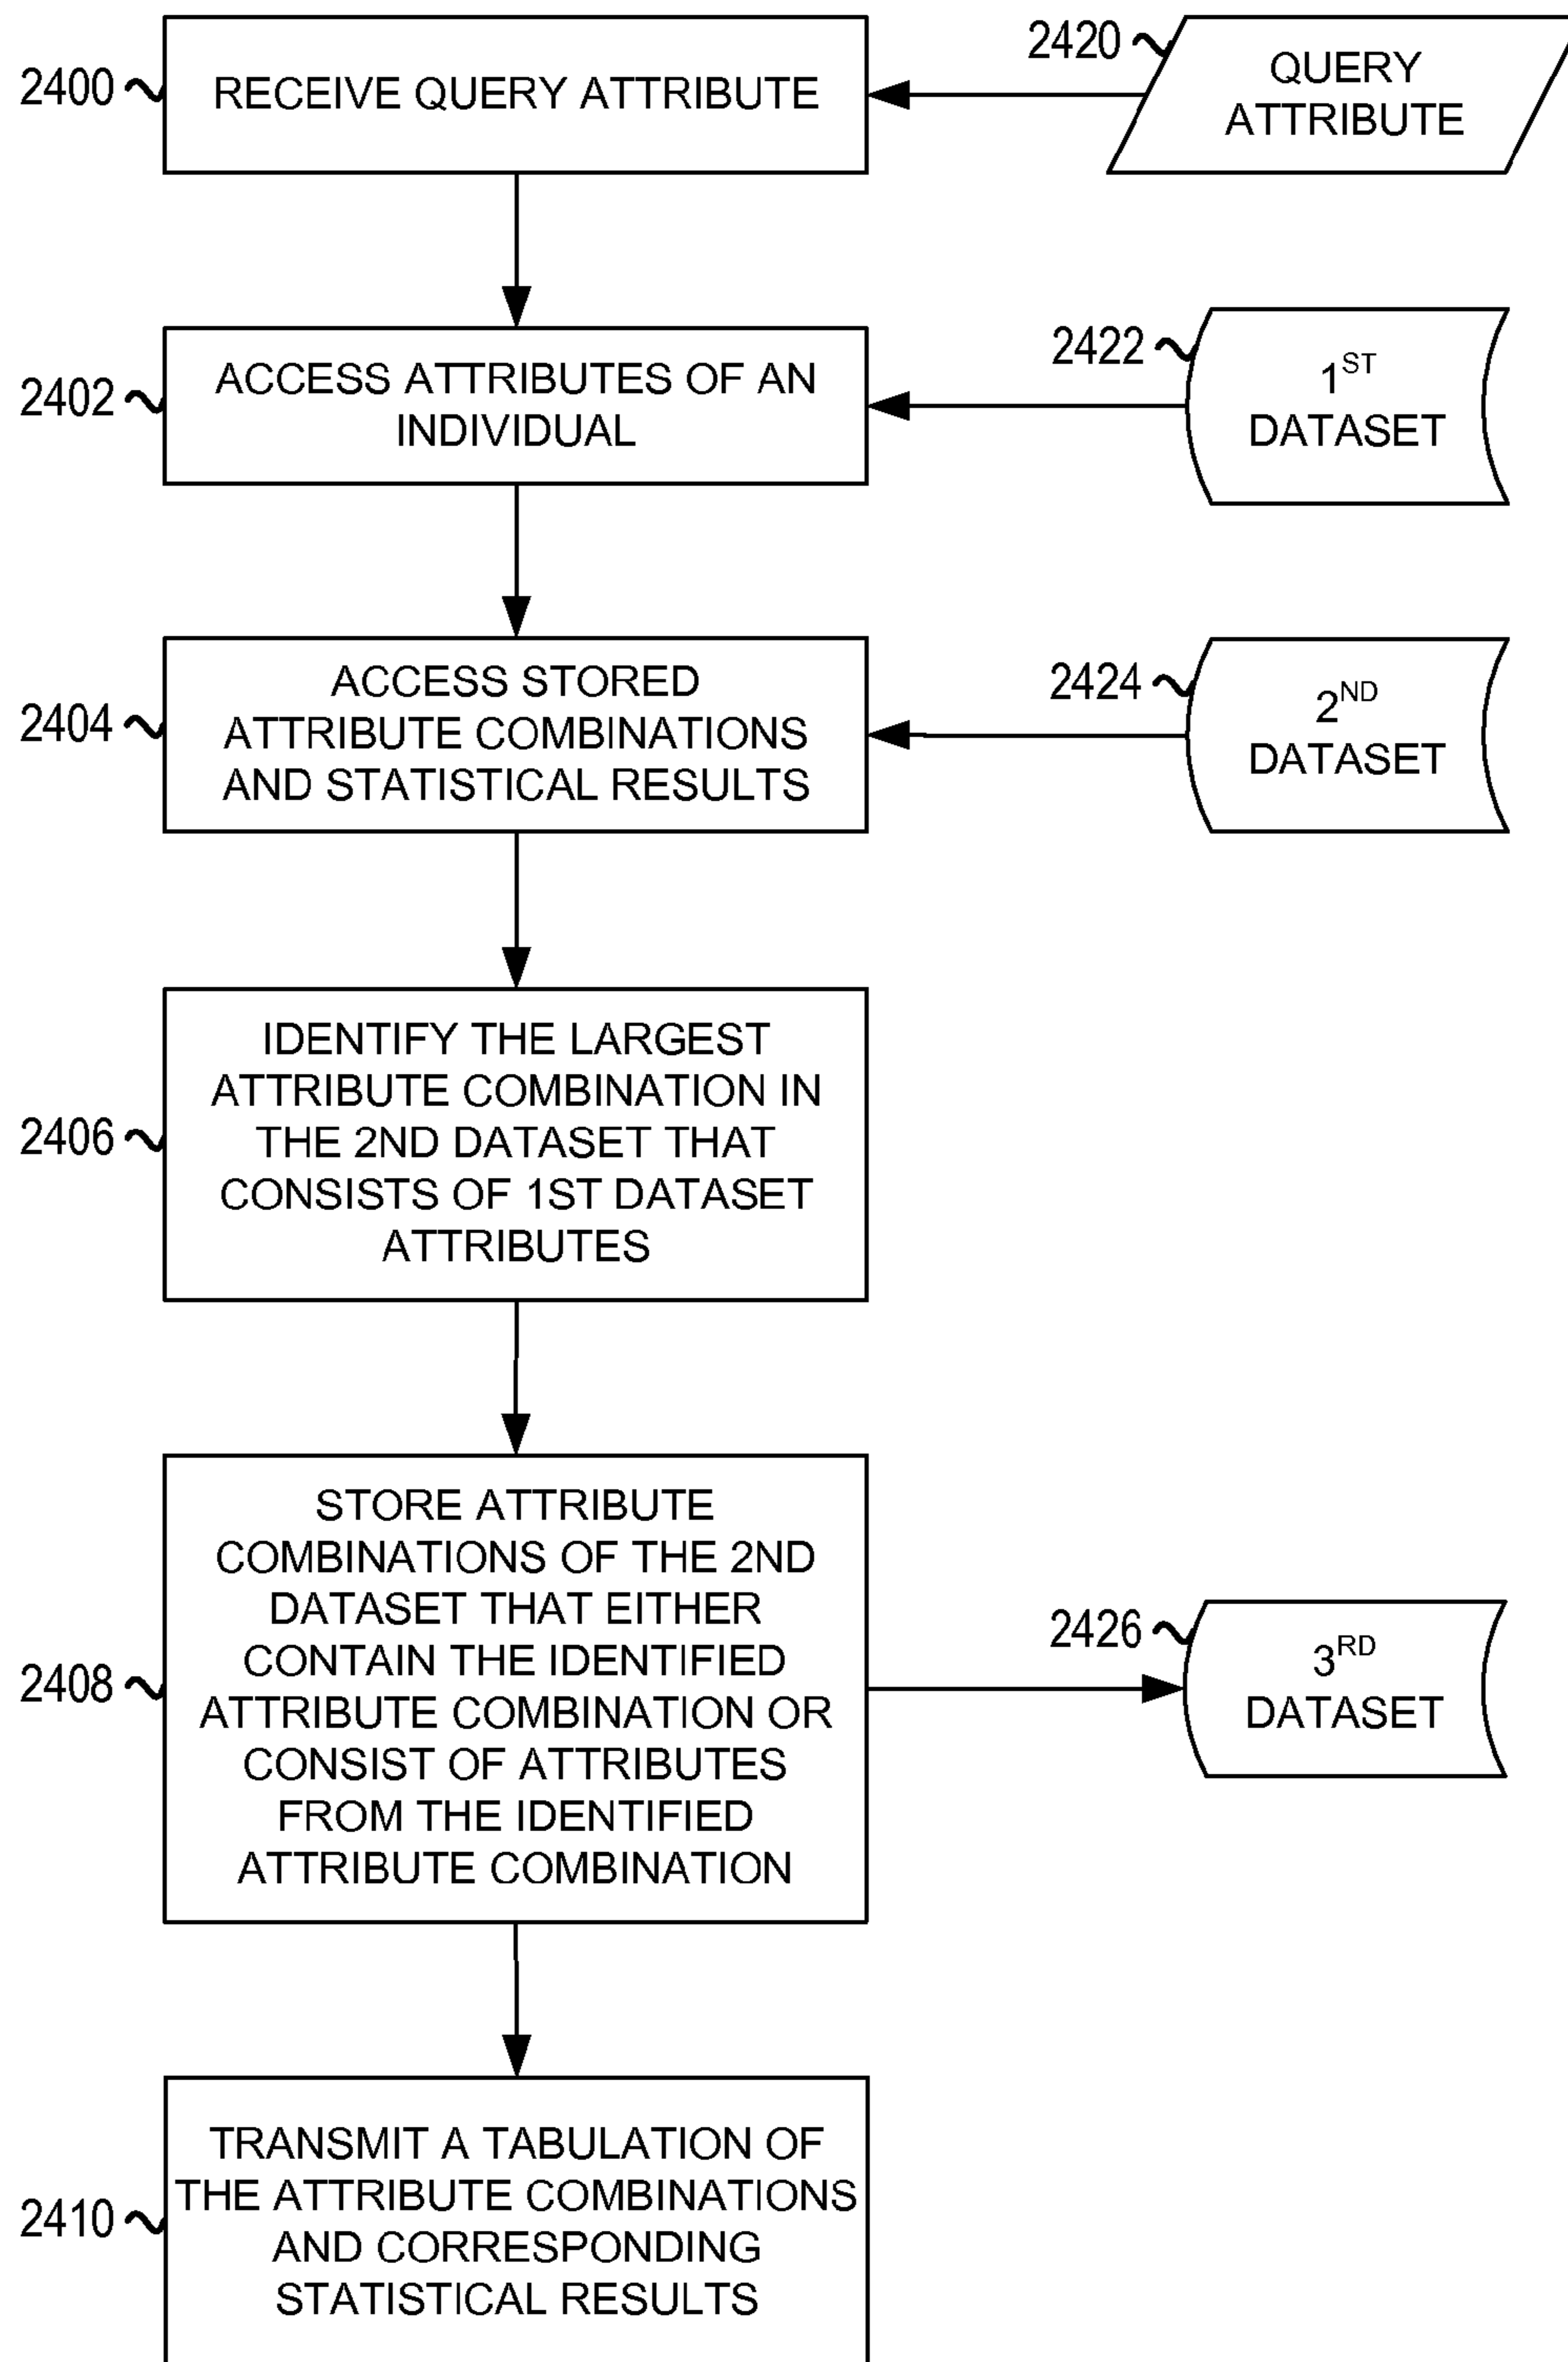 2400
RECEIVE QUERY ATTRIBUTE
2420
QUERY
ATTRIBUTE
2402
ACCESS ATTRIBUTES OF AN
INDIVIDUAL
2422
1ST
DATASET
2404
ACCESS STORED
ATTRIBUTE COMBINATIONS
AND STATISTICAL RESULTS
2424
2ND
DATASET
2406
IDENTIFY THE LARGEST
ATTRIBUTE COMBINATION IN
THE 2ND DATASET THAT
CONSISTS OF 1ST DATASET
ATTRIBUTES
2408
STORE ATTRIBUTE
COMBINATIONS OF THE 2ND
DATASET THAT EITHER
CONTAIN THE IDENTIFIED
ATTRIBUTE COMBINATION OR
CONSIST OF ATTRIBUTES
FROM THE IDENTIFIED
ATTRIBUTE COMBINATION
2426
3RD
DATASET
2410
TRANSMIT A TABULATION OF
THE ATTRIBUTE COMBINATIONS
AND CORRESPONDING
STATISTICAL RESULTS